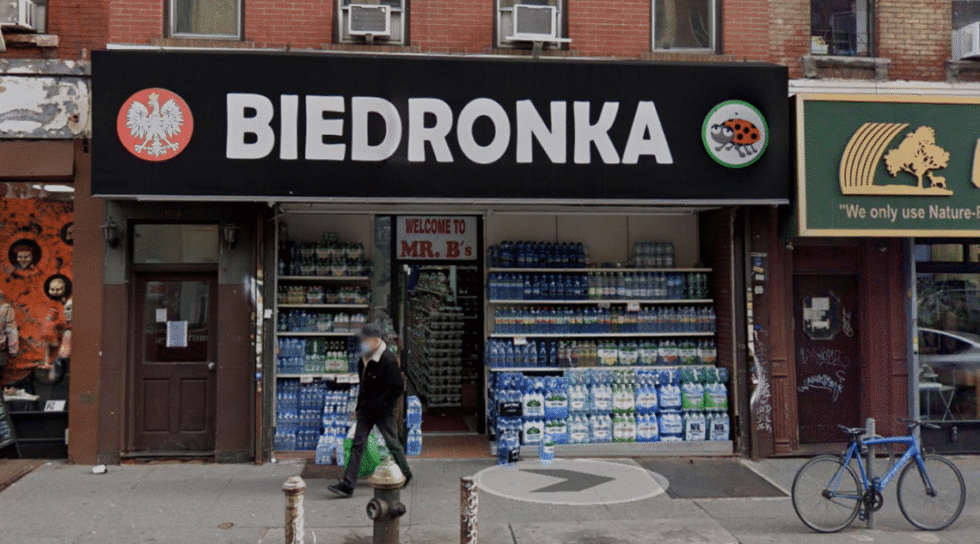 BIEDRONKA
WELCOME TO
MR. B's
"We only use Nature-F